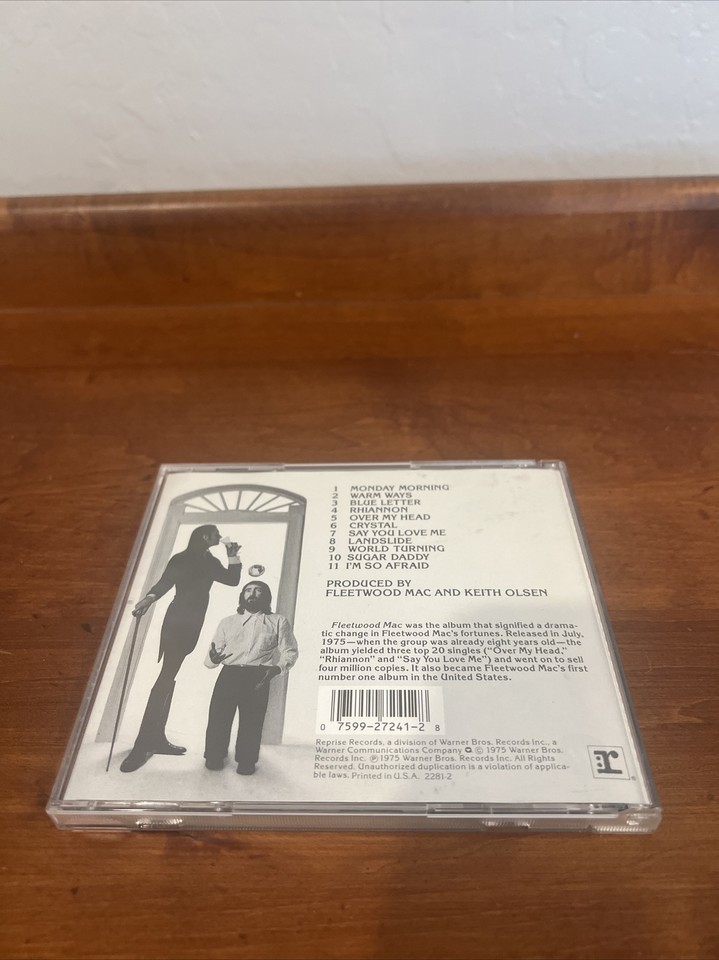 1 MONDAY MORNING
2 WARM WAYS
3 BLUE LETTER
4 RHIANNON
5 OVER MY HEAD
6 CRYSTAL
7 SAY YOU LOVE ME
8 LANDSLIDE
9 WORLD TURNING
10 SUGAR DADDY
11 I'M SO AFRAID
PRODUCED BY
FLEETWOOD MAC AND KEITH OLSEN
Fleetwood Mac was the album that signified a drama-
tic change in Fleetwood Mac's fortunes. Released in July,
1975—when the group was already eight years old—the
album yielded three top 20 singles ("Over My Head,"
"Rhiannon" and "Say You Love Me") and went on to sell
four million copies. It also became Fleetwood Mac's first
number one album in the United States.
0 7599-27241-2 8
Reprise Records, a division of Warner Bros. Records Inc., a
Warner Communications Company © 1975 Warner Bros.
Records Inc. ℗ 1975 Warner Bros. Records Inc. All Rights
Reserved. Unauthorized duplication is a violation of applica-
ble laws. Printed in U.S.A. 2281-2
r